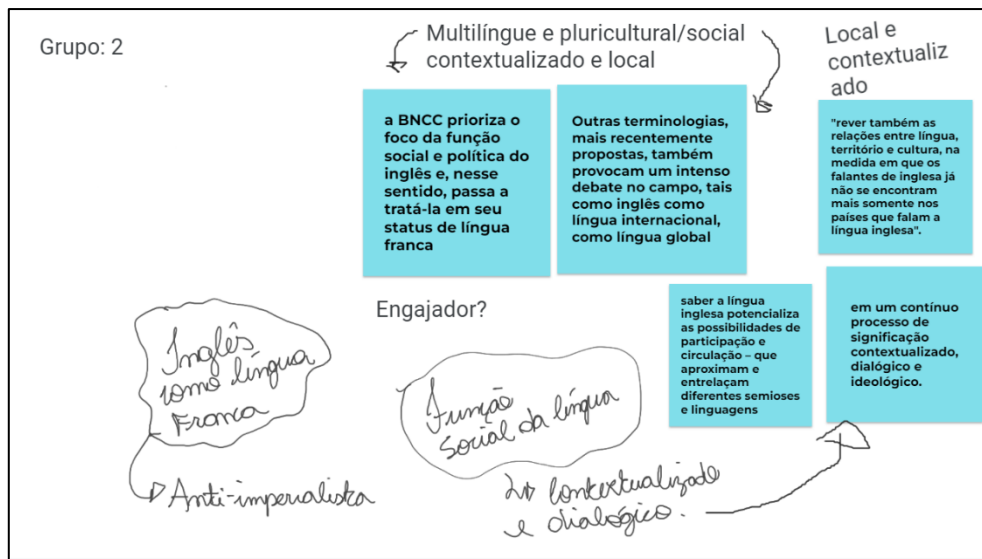 Grupo: 2
Multilíngue e pluricultural/social
contextualizado e local
Local e
contextualiz
ado
a BNCC prioriza o
foco da função
social e política do
inglês e, nesse
sentido, passa a
tratá-la em seu
status de língua
franca
Outras terminologias,
mais recentemente
propostas, também
provocam um intenso
debate no campo, tais
como inglês como
língua internacional,
como língua global
"rever também as
relações entre língua,
território e cultura, na
medida em que os
falantes de inglesa já
não se encontram
mais somente nos
países que falam a
língua inglesa".
Engajador?
saber a língua
inglesa potencializa
as possibilidades de
participação e
circulação – que
aproximam e
entrelaçam
diferentes semioses
e linguagens
em um contínuo
processo de
significação
contextualizado,
dialógico e
ideológico.
Inglês
como língua
Franca
Anti-imperialista
Função
Social da língua
contextualizado
e dialógico.